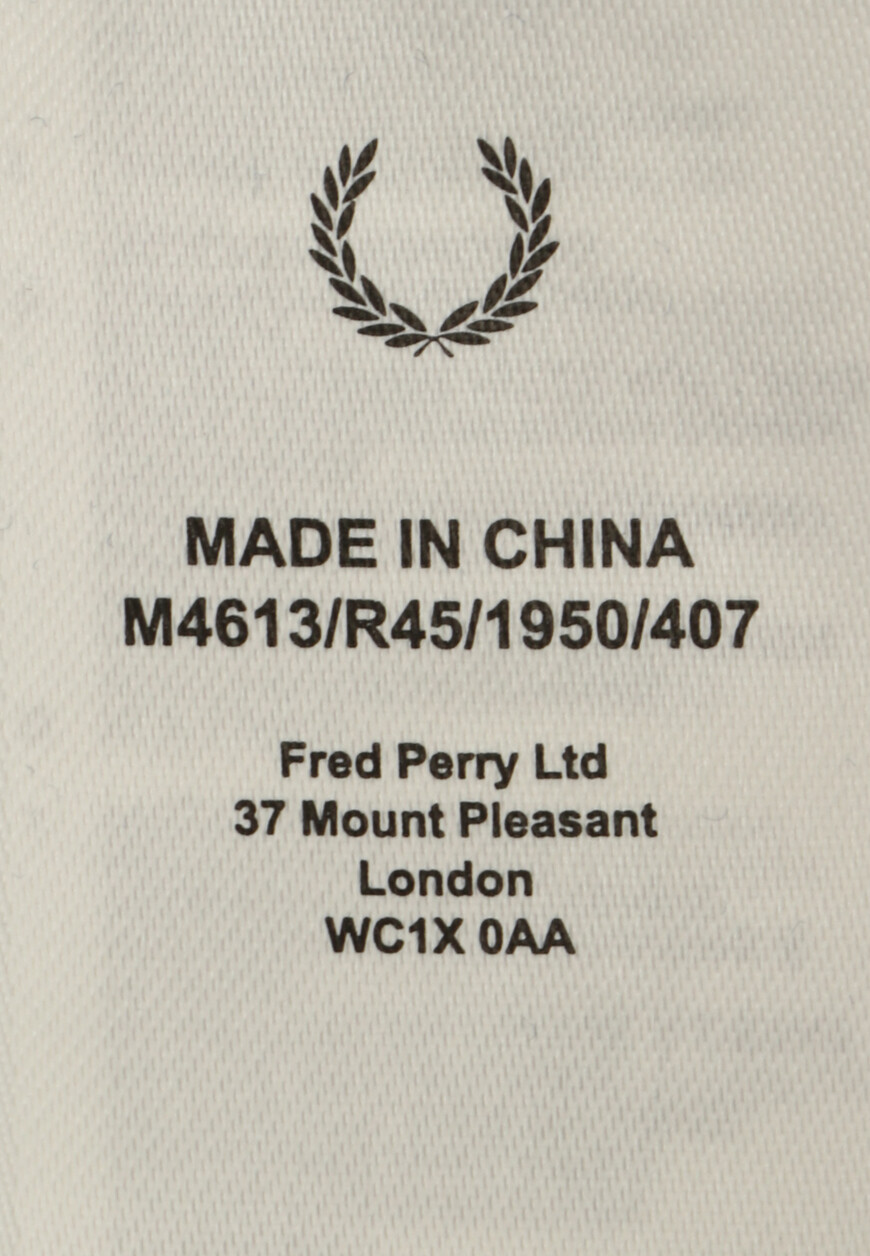 MADE IN CHINA
M4613/R45/1950/407
Fred Perry Ltd
37 Mount Pleasant
London
WC1X 0AA